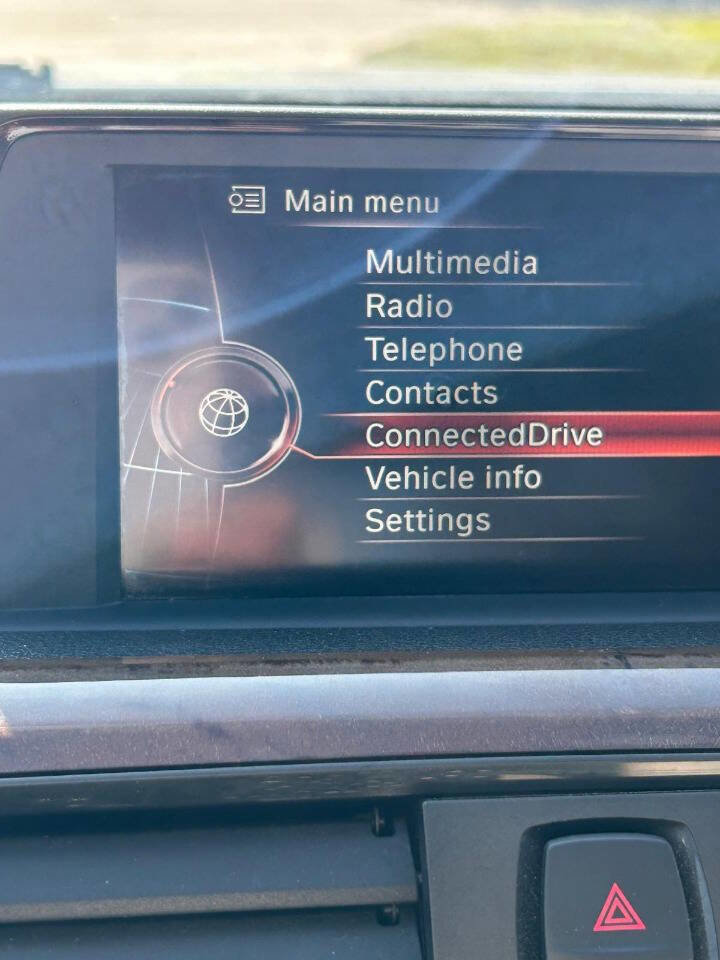 Main menu
Multimedia
Radio
Telephone
Contacts
ConnectedDrive
Vehicle info
Settings